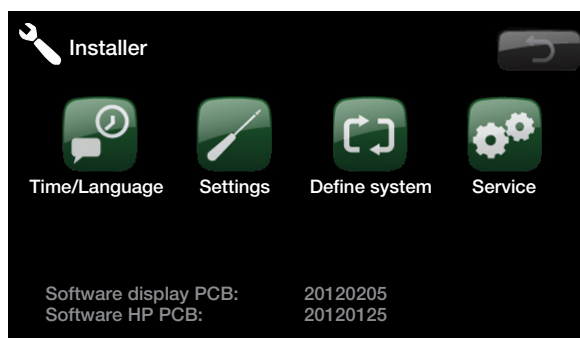 Installer
Time/Language Settings Define system Service
Software display PCB: 20120205
Software HP PCB: 20120125